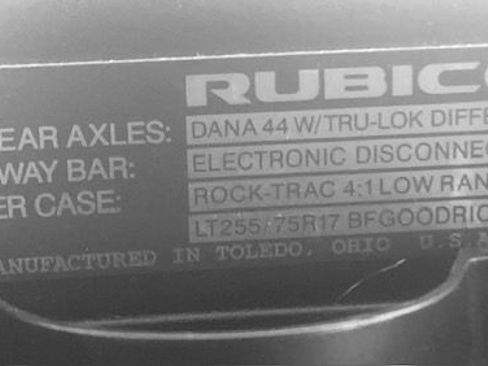 RUBICO
EAR AXLES: DANA 44 W/TRU-LOK DIFFE
WAY BAR: ELECTRONIC DISCONNEC
ER CASE: ROCK-TRAC 4:1 LOW RAN
LT255/75R17 BFGOODRIC
ANUFACTURED IN TOLEDO, OHIO U.S.A